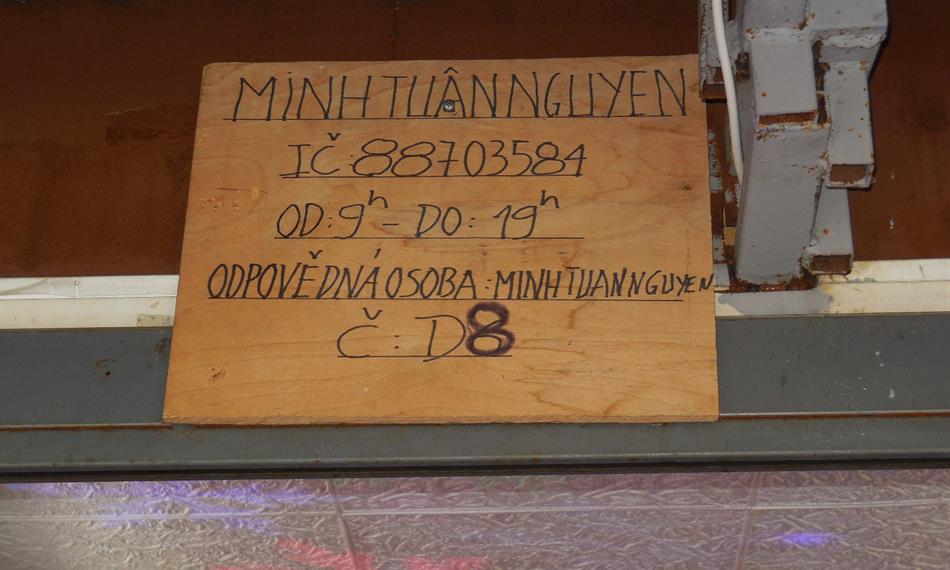 MINH TUÂN NGUYEN
IČ: 88703584
OD: 9h - DO: 19h
ODPOVĚDNÁ OSOBA: MINH TUAN NGUYEN
Č: D8